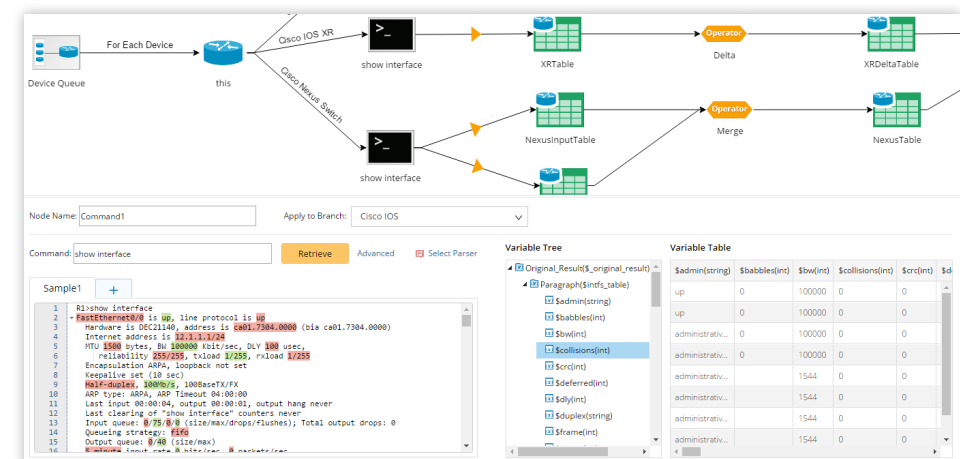 Cisco IOS XR
For Each Device
Device Queue
this
show interface
XRTable
Operator
Delta
XRDeltaTable
Cisco Nexus Switch
show interface
NexusInputTable
Operator
Merge
NexusTable
Node Name: Command1
Apply to Branch: Cisco IOS
Command: show interface
Retrieve
Advanced
Select Parser
Sample1
+
1 R1>show interface
2 FastEthernet0/0 is up, line protocol is up
3 Hardware is DEC21140, address is ca01.7304.0000 (bia ca01.7304.0000)
4 Internet address is 12.1.1.1/24
5 MTU 1500 bytes, BW 100000 Kbit/sec, DLY 100 usec,
6 reliability 255/255, txload 1/255, rxload 1/255
7 Encapsulation ARPA, loopback not set
8 Keepalive set (10 sec)
9 Half-duplex, 100Mb/s, 100BaseTX/FX
10 ARP type: ARPA, ARP Timeout 04:00:00
11 Last input 00:00:04, output 00:00:01, output hang never
12 Last clearing of "show interface" counters never
13 Input queue: 0/75/0/0 (size/max/drops/flushes); Total output drops: 0
14 Queueing strategy: fifo
15 Output queue: 0/40 (size/max)
16 5 minute input rate 0 bits/sec, 0 packets/sec
Variable Tree
Original_Result($_original_result)
Paragraph($intfs_table)
$admin(string)
$babbles(int)
$bw(int)
$collisions(int)
$crc(int)
$deferred(int)
$dly(int)
$duplex(string)
$frame(int)
Variable Table
$admin(string) $babbles(int) $bw(int) $collisions(int) $crc(int)
up 0 100000 0 0
up 0 100000 0 0
administrativ... 0 100000 0 0
administrativ... 0 100000 0 0
administrativ... 1544 0 0
administrativ... 1544 0 0
administrativ... 1544 0 0
administrativ... 1544 0 0